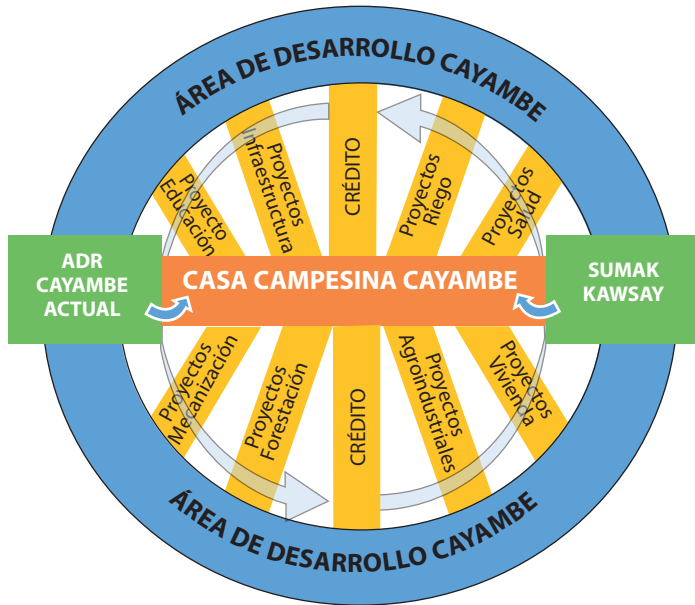 ÁREA DE DESARROLLO CAYAMBE
Proyecto
Educación
Proyectos
Infraestructura
CRÉDITO
Proyectos
Riego
Proyectos
Salud
ADR
CAYAMBE
ACTUAL
CASA CAMPESINA CAYAMBE
SUMAK
KAWSAY
Proyectos
Mecanización
Proyectos
Forestación
CRÉDITO
Proyectos
Agroindustriales
Proyectos
Vivienda
ÁREA DE DESARROLLO CAYAMBE